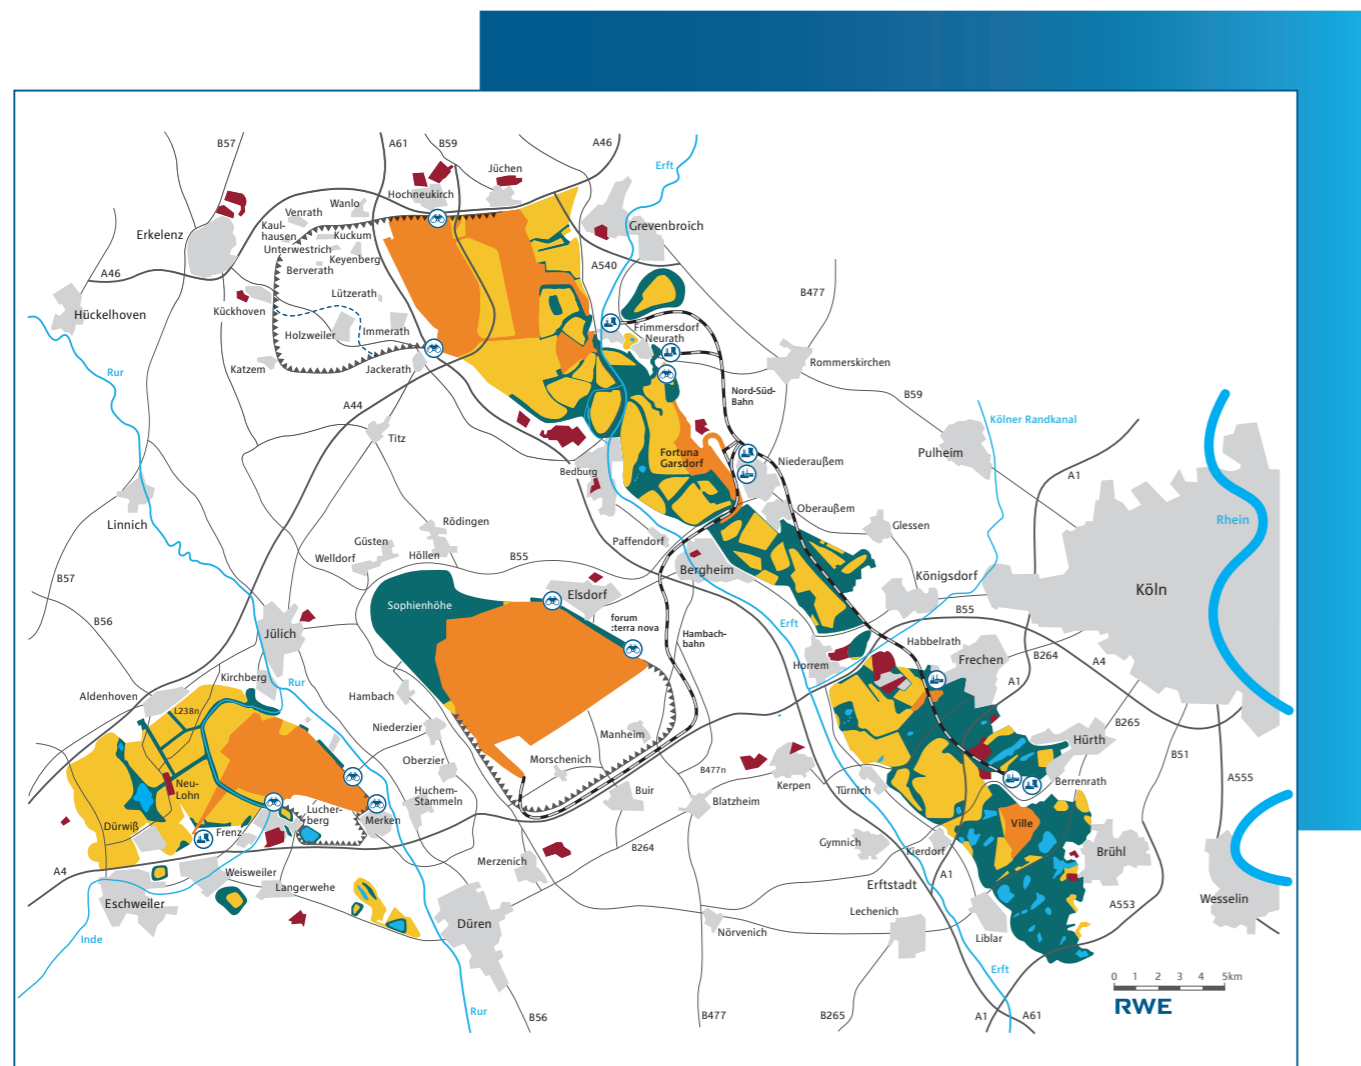 B57
A61
B59
A46
Erft
Jüchen
Hochneukirch
Wanlo
Venrath
Kaul-
hausen
Kuckum
Unterwestrich
Keyenberg
Berverath
Erkelenz
Grevenbroich
A46
A540
Hückelhoven
Kückhoven
Lützerath
Holzweiler
Immerath
Katzem
Jackerath
B477
Frimmersdorf
Neurath
Rommerskirchen
Rur
Nord-Süd-
Bahn
B59
A44
Titz
Kölner Randkanal
Pulheim
A1
Fortuna
Garsdorf
Niederaußem
Bedburg
Linnich
Rödingen
Oberaußem
Glessen
Rhein
Güsten
Höllen
Welldorf
B55
Paffendorf
Bergheim
Königsdorf
B57
Köln
Sophienhöhe
Elsdorf
B55
B56
forum
:terra nova
Hambach-
bahn
Erft
Jülich
Habbelrath
Frechen
B264
A4
Horrem
Kirchberg
Rur
A1
Aldenhoven
Hambach
L238n
Niederzier
Manheim
B265
Hürth
B51
Oberzier
Morschenich
B477n
A555
Neu-
Lohn
Huchem-
Stammeln
Buir
Blatzheim
Kerpen
Türnich
Berrenrath
Lucher-
berg
Merken
Dürwiß
Frenz
Ville
B264
Gymnich
Kierdorf
Brühl
A4
Weisweiler
Merzenich
A1
Langerwehe
Erftstadt
Eschweiler
A553
Wesselin
Düren
Lechenich
Nörvenich
Liblar
Inde
Erft
0 1 2 3 4 5km
RWE
Rur
B56
B477
B265
A1
A61